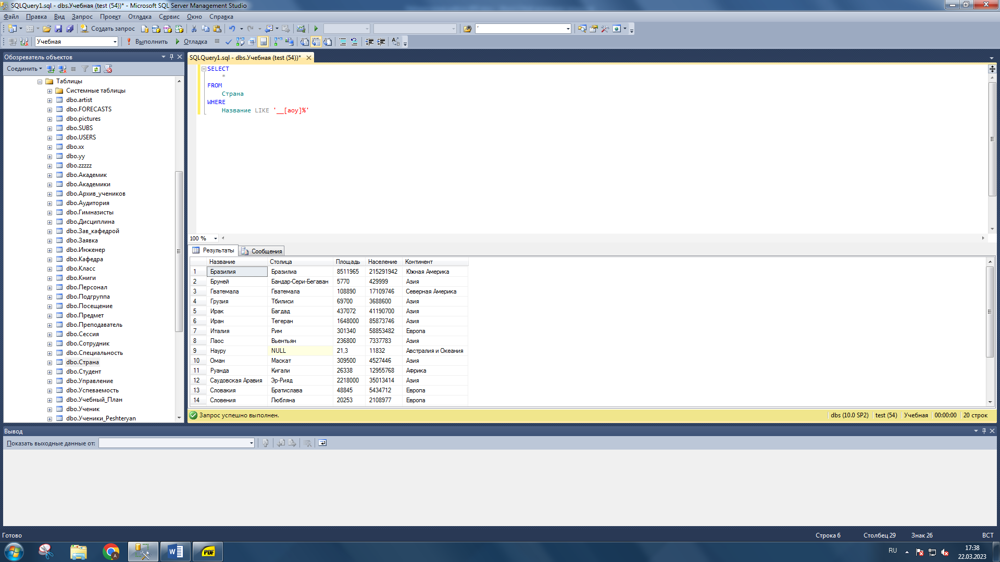 SQLQuery1.sql - dbs.Учебная (test (54))* - Microsoft SQL Server Management Studio
Файл Правка Вид Запрос Проект Отладка Сервис Окно Справка
Создать запрос
Учебная Выполнить Отладка
Обозреватель объектов
Соединить
Таблицы
Системные таблицы
dbo.artist
dbo.FORECASTS
dbo.pictures
dbo.SUBS
dbo.USERS
dbo.xx
dbo.yy
dbo.zzzzz
dbo.Академик
dbo.Академики
dbo.Архив_учеников
dbo.Аудитория
dbo.Гимназисты
dbo.Дисциплина
dbo.Зав_кафедрой
dbo.Заявка
dbo.Инженер
dbo.Кафедра
dbo.Класс
dbo.Книги
dbo.Персонал
dbo.Подгруппа
dbo.Посещение
dbo.Предмет
dbo.Преподаватель
dbo.Сессия
dbo.Сотрудник
dbo.Специальность
dbo.Страна
dbo.Студент
dbo.Управление
dbo.Успеваемость
dbo.Учебный_План
dbo.Ученик
dbo.Ученики_Peshteryan
SQLQuery1.sql - dbs.Учебная (test (54))*
SELECT
*
FROM
Страна
WHERE
Название LIKE '__[аоу]%'
100 %
Результаты Сообщения
Название Столица Площадь Население Континент
1 Бразилия Бразилиа 8511965 215291942 Южная Америка
2 Бруней Бандар-Сери-Бегаван 5770 429999 Азия
3 Гватемала Гватемала 108890 17109746 Северная Америка
4 Грузия Тбилиси 69700 3688600 Азия
5 Ирак Багдад 437072 41190700 Азия
6 Иран Тегеран 1648000 85873746 Азия
7 Италия Рим 301340 58853482 Европа
8 Лаос Вьентьян 236800 7337783 Азия
9 Науру NULL 21,3 11832 Австралия и Океания
10 Оман Маскат 309500 4527446 Азия
11 Руанда Кигали 26338 12955768 Африка
12 Саудовская Аравия Эр-Рияд 2218000 35013414 Азия
13 Словакия Братислава 48845 5434712 Европа
14 Словения Любляна 20253 2108977 Европа
Запрос успешно выполнен. dbs (10.0 SP2) test (54) Учебная 00:00:00 20 строк
Вывод
Показать выходные данные от:
Готово Строка 6 Столбец 29 Знак 26 ВСТ
W PDF RU 17:38
22.03.2023